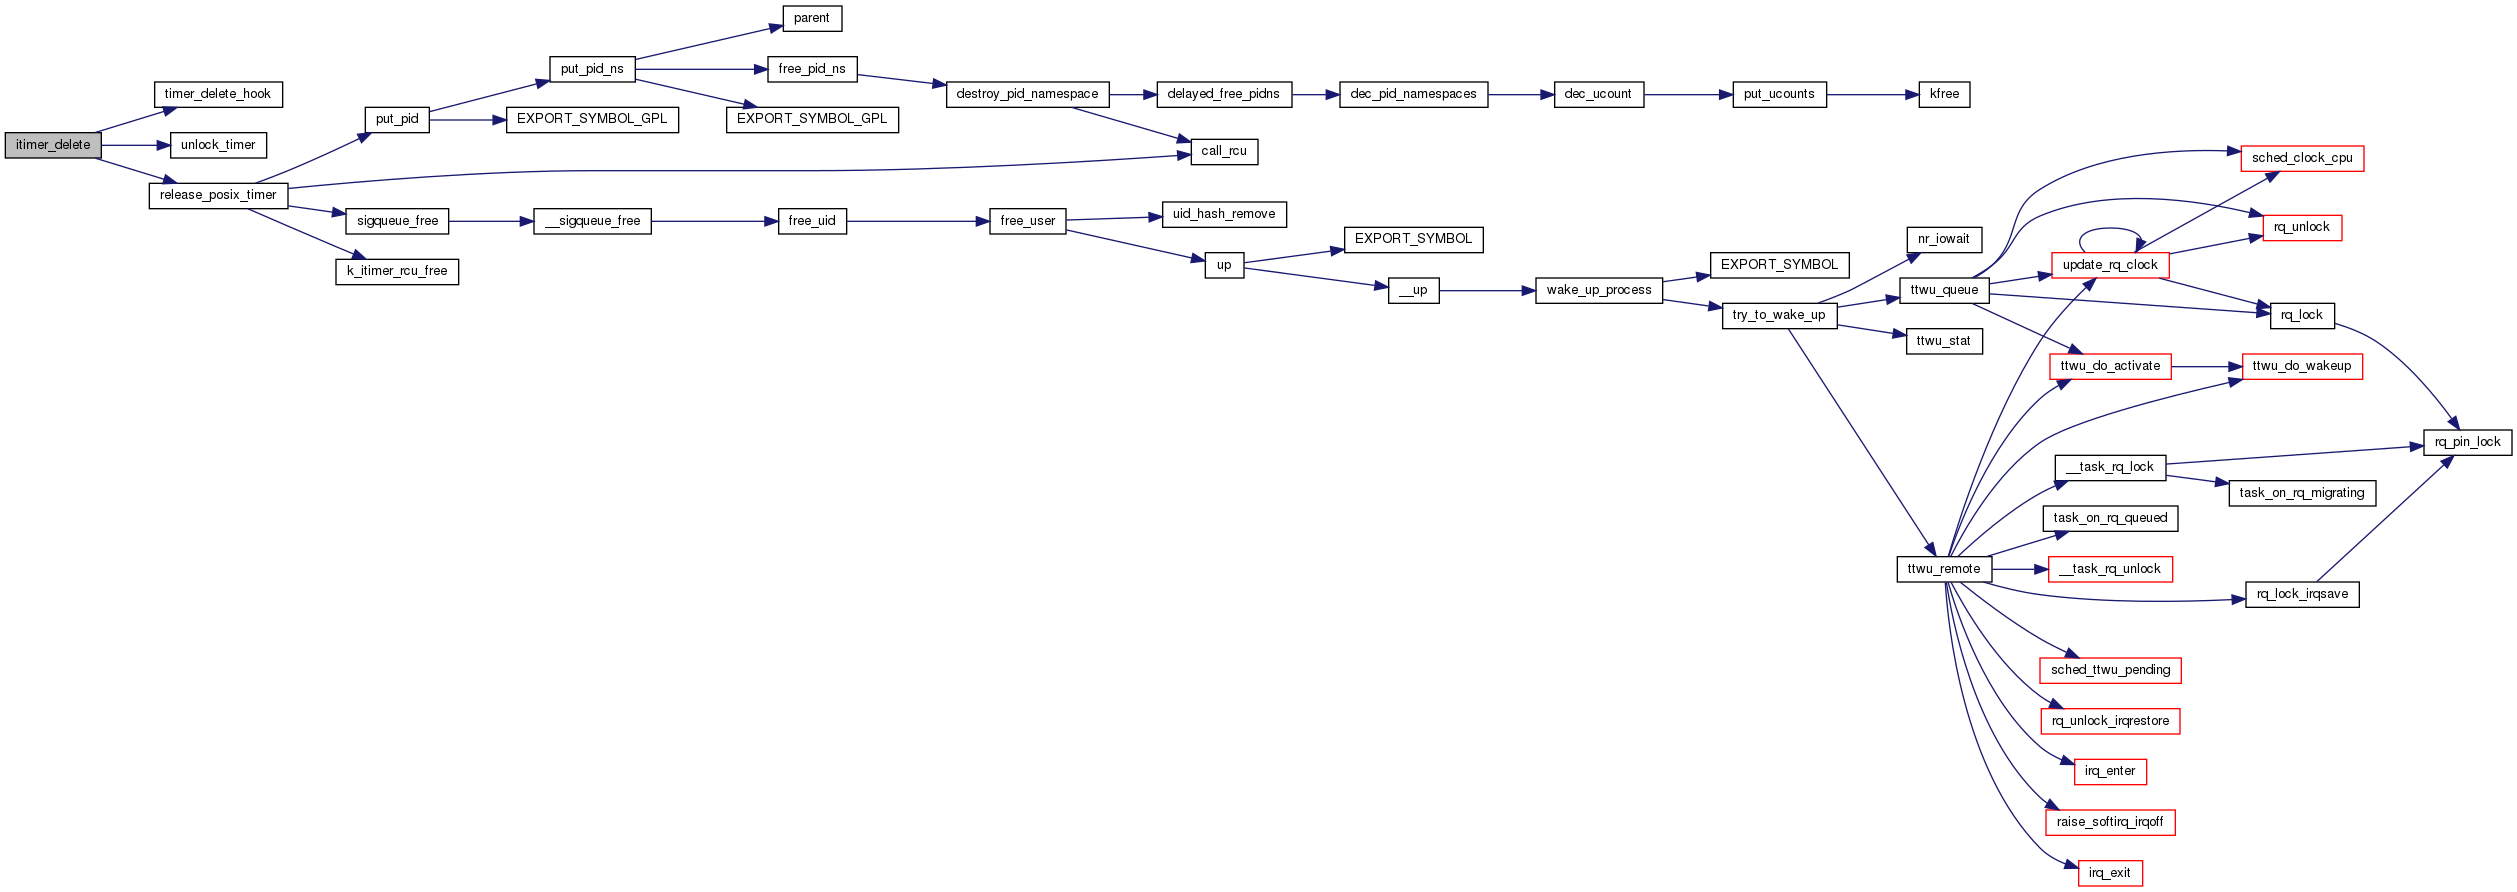 parent
put_pid_ns
free_pid_ns
timer_delete_hook
destroy_pid_namespace
delayed_free_pidns
dec_pid_namespaces
dec_ucount
put_ucounts
kfree
put_pid
EXPORT_SYMBOL_GPL
EXPORT_SYMBOL_GPL
itimer_delete
unlock_timer
call_rcu
sched_clock_cpu
release_posix_timer
sigqueue_free
__sigqueue_free
free_uid
free_user
uid_hash_remove
rq_unlock
EXPORT_SYMBOL
nr_iowait
k_itimer_rcu_free
up
EXPORT_SYMBOL
update_rq_clock
__up
wake_up_process
ttwu_queue
try_to_wake_up
rq_lock
ttwu_stat
ttwu_do_activate
ttwu_do_wakeup
rq_pin_lock
__task_rq_lock
task_on_rq_migrating
task_on_rq_queued
ttwu_remote
__task_rq_unlock
rq_lock_irqsave
sched_ttwu_pending
rq_unlock_irqrestore
irq_enter
raise_softirq_irqoff
irq_exit